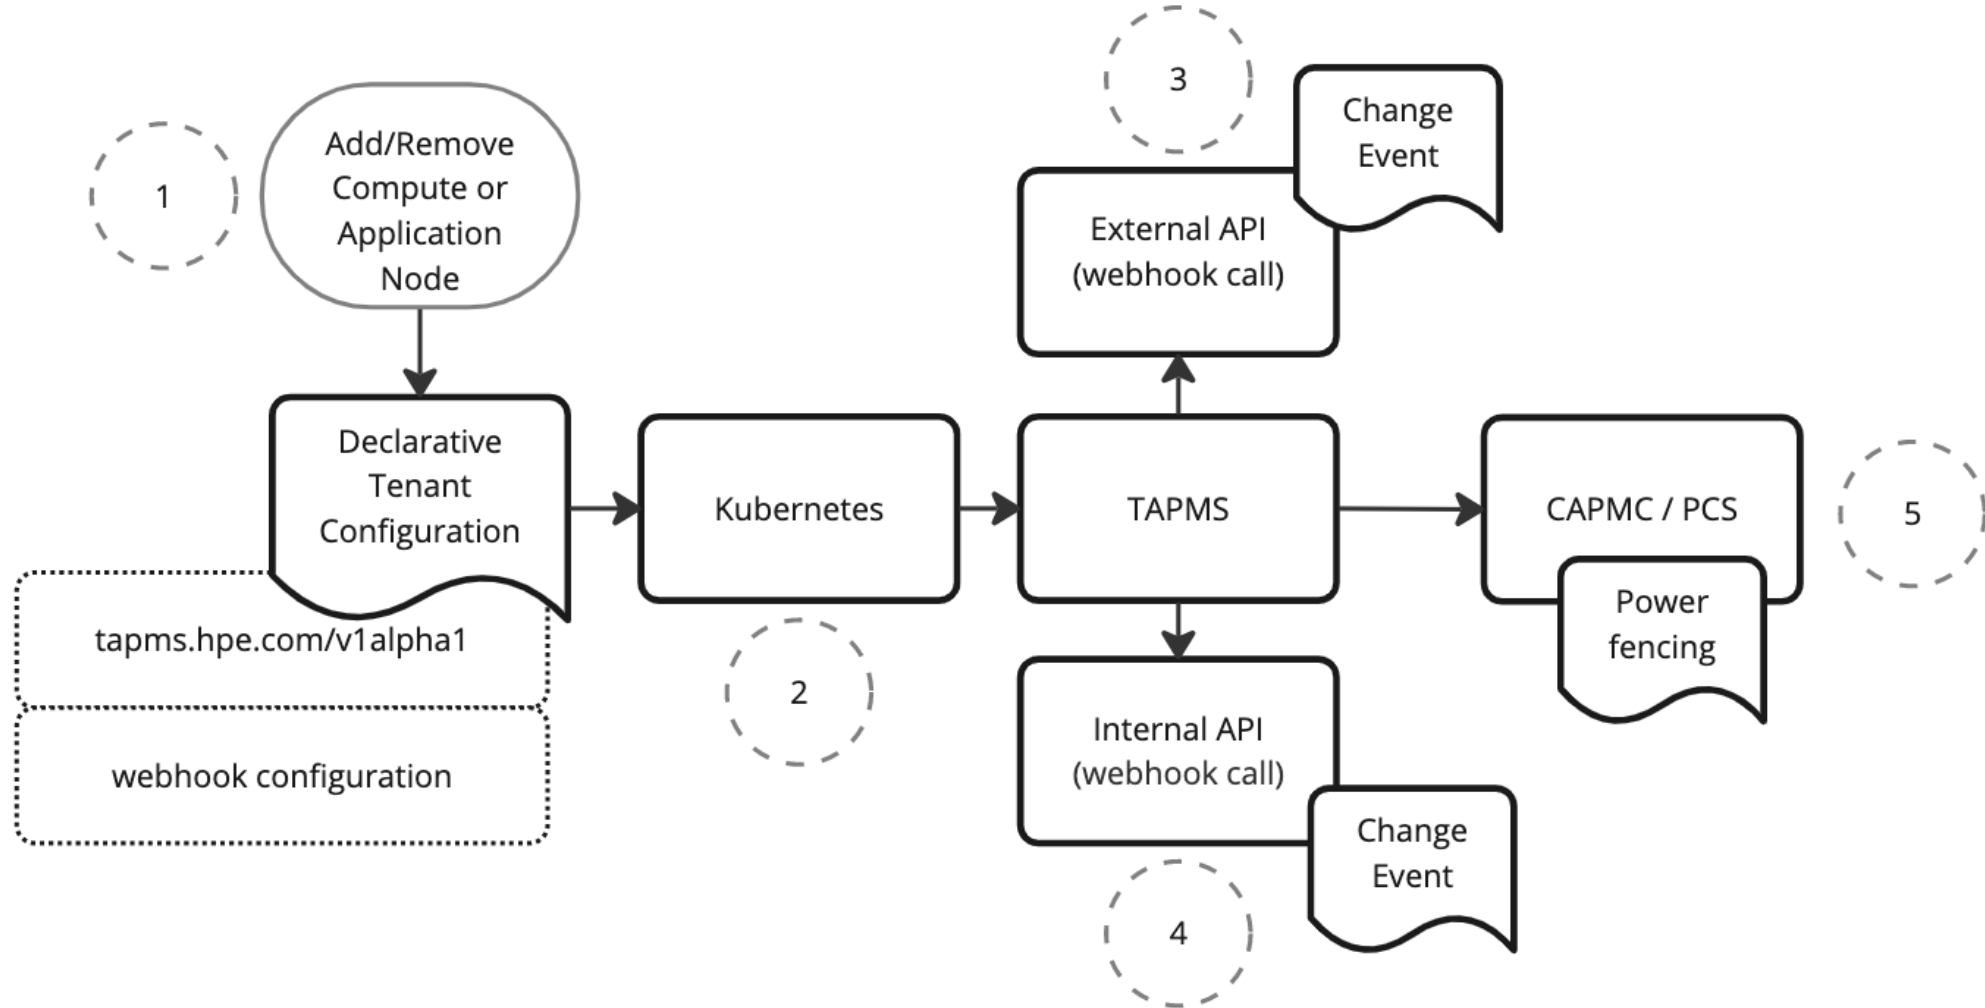 1
Add/Remove
Compute or
Application
Node
Declarative
Tenant
Configuration
tapms.hpe.com/v1alpha1
webhook configuration
Kubernetes
2
3
Change
Event
External API
(webhook call)
TAPMS
Internal API
(webhook call)
Change
Event
4
CAPMC / PCS
Power
fencing
5